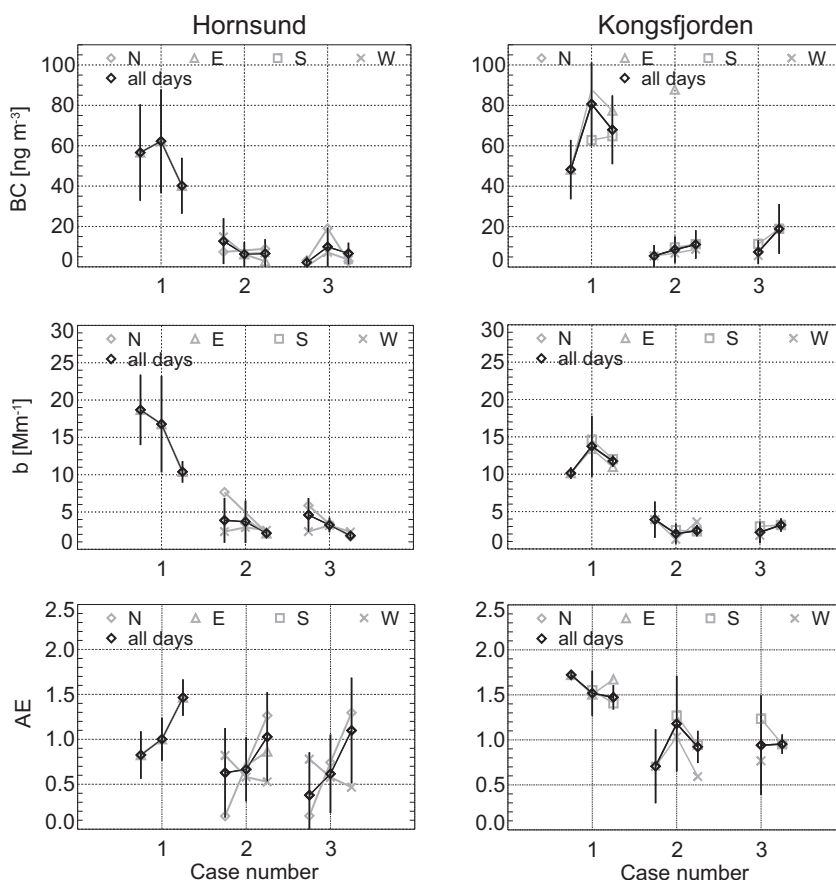 Hornsund
Kongsfjorden
BC [ng m⁻³]
100
80
60
40
20
0
N E S W
all days
1 2 3
100
80
60
40
20
0
N E S W
all days
1 2 3
b [Mm⁻¹]
30
25
20
15
10
5
0
N E S W
all days
1 2 3
30
25
20
15
10
5
0
N E S W
all days
1 2 3
AE
2.5
2.0
1.5
1.0
0.5
0.0
N E S W
all days
1 2 3
Case number
2.5
2.0
1.5
1.0
0.5
0.0
N E S W
all days
1 2 3
Case number